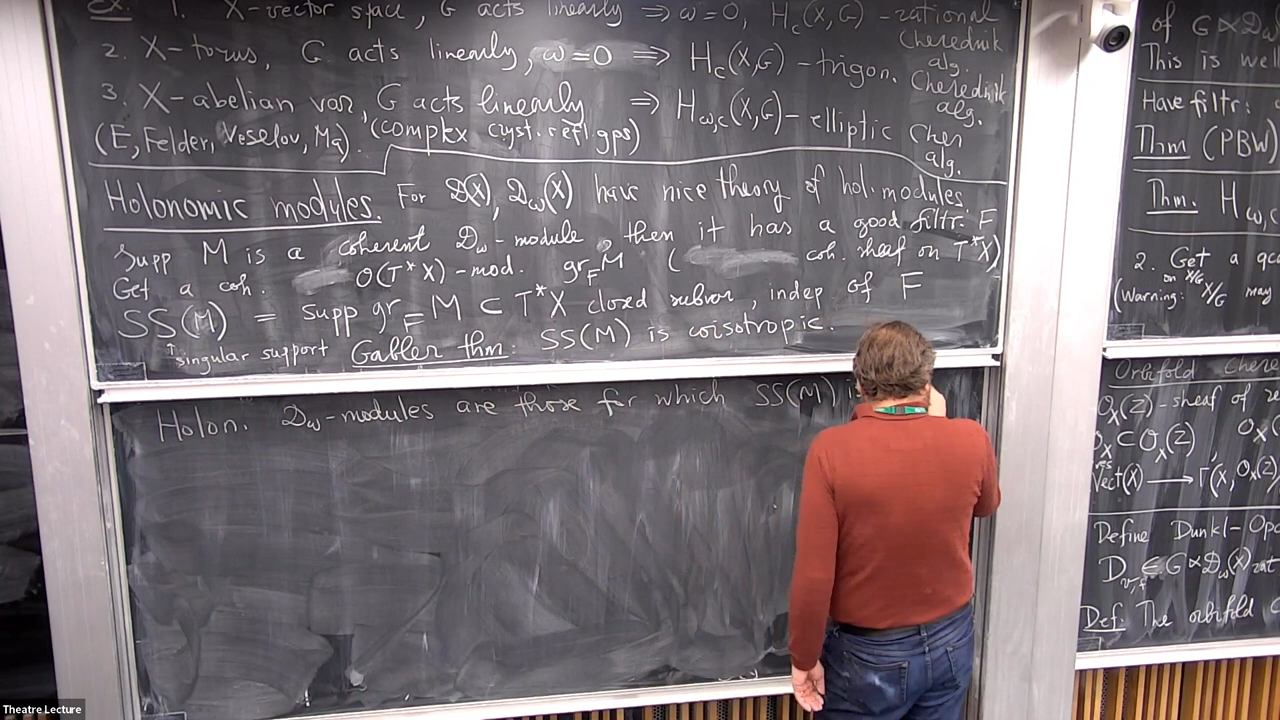 Ex. 1. X-vector space, G acts linearly ⇒ ω=0, H_c(X,G) - rational Cherednik alg.
2. X-torus, G acts linearly, ω=0 ⇒ H_c(X,G) - trigon. Cherednik alg.
3. X-abelian var, G acts linearly ⇒ H_{ω,c}(X,G) - elliptic Cher alg.
(E, Felder, Veselov, Ma). (complex cryst. refl. gps)
Holonomic modules. For D(X), D_ω(X) have nice theory of hol. modules.
Supp M is a coherent D_ω-module, then it has a good filtr. F
Get a coh. O(T*X)-mod. gr_F M. (coh. sheaf on T*X)
SS(M) = supp gr_F M ⊂ T*X closed subvar, indep of F
↑ singular support Gabber thm: SS(M) is coisotropic.
Holon. D_ω-modules are those for which SS(M) is
of G⋉D_ω
This is well
Have filtr:
Thm (PBW)
Thm. H_{ω,c
2. Get a qc
on X/G
(Warning: X/G may
Orbifold Chere
O_X(Z) - sheaf of
O_X ⊂ O_X(Z)
Vect(X) → Γ(X, O_X(Z)
Define Dunkl-Ope
D_{v,f} ∈ G⋉D_ω(X)rat
Def: The orbifold
Theatre Lecture